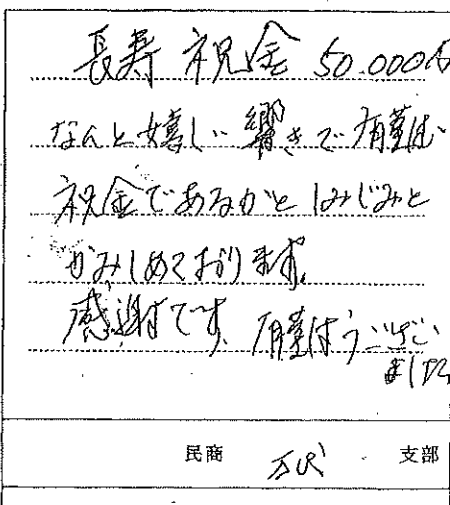 長寿祝金 50.000円
なんと嬉しい響きで有難い
祝金であるかとしみじみと
かみしめております。
感謝です。有難うござい
ました
民商 支部